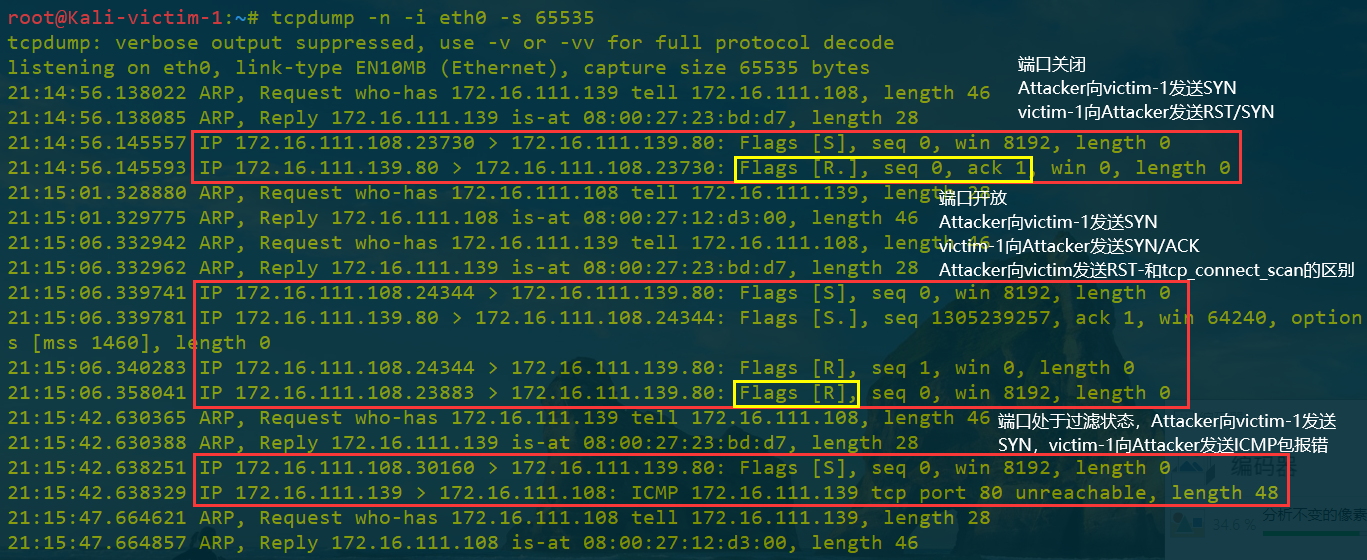 root@Kali-victim-1:~# tcpdump -n -i eth0 -s 65535
tcpdump: verbose output suppressed, use -v or -vv for full protocol decode
listening on eth0, link-type EN10MB (Ethernet), capture size 65535 bytes
端口关闭
Attacker向victim-1发送SYN
victim-1向Attacker发送RST/SYN
21:14:56.138022 ARP, Request who-has 172.16.111.139 tell 172.16.111.108, length 46
21:14:56.138085 ARP, Reply 172.16.111.139 is-at 08:00:27:23:bd:d7, length 28
21:14:56.145557 IP 172.16.111.108.23730 > 172.16.111.139.80: Flags [S], seq 0, win 8192, length 0
21:14:56.145593 IP 172.16.111.139.80 > 172.16.111.108.23730: Flags [R.], seq 0, ack 1, win 0, length 0
21:15:01.328880 ARP, Request who-has 172.16.111.108 tell 172.16.111.139, length 28
21:15:01.329775 ARP, Reply 172.16.111.108 is-at 08:00:27:12:d3:00, length 46
21:15:06.332942 ARP, Request who-has 172.16.111.139 tell 172.16.111.108, length 46
21:15:06.332962 ARP, Reply 172.16.111.139 is-at 08:00:27:23:bd:d7, length 28
端口开放
Attacker向victim-1发送SYN
victim-1向Attacker发送SYN/ACK
Attacker向victim发送RST-和tcp_connect_scan的区别
21:15:06.339741 IP 172.16.111.108.24344 > 172.16.111.139.80: Flags [S], seq 0, win 8192, length 0
21:15:06.339781 IP 172.16.111.139.80 > 172.16.111.108.24344: Flags [S.], seq 1305239257, ack 1, win 64240, option
s [mss 1460], length 0
21:15:06.340283 IP 172.16.111.108.24344 > 172.16.111.139.80: Flags [R], seq 1, win 0, length 0
21:15:06.358041 IP 172.16.111.108.23883 > 172.16.111.139.80: Flags [R], seq 0, win 8192, length 0
21:15:42.630365 ARP, Request who-has 172.16.111.139 tell 172.16.111.108, length 46
21:15:42.630388 ARP, Reply 172.16.111.139 is-at 08:00:27:23:bd:d7, length 28
端口处于过滤状态，Attacker向victim-1发送
SYN，victim-1向Attacker发送ICMP包报错
21:15:42.638251 IP 172.16.111.108.30160 > 172.16.111.139.80: Flags [S], seq 0, win 8192, length 0
21:15:42.638329 IP 172.16.111.139 > 172.16.111.108: ICMP 172.16.111.139 tcp port 80 unreachable, length 48
21:15:47.664621 ARP, Request who-has 172.16.111.108 tell 172.16.111.139, length 28
21:15:47.664857 ARP, Reply 172.16.111.108 is-at 08:00:27:12:d3:00, length 46
编码器
分析不变的像素
34.6%